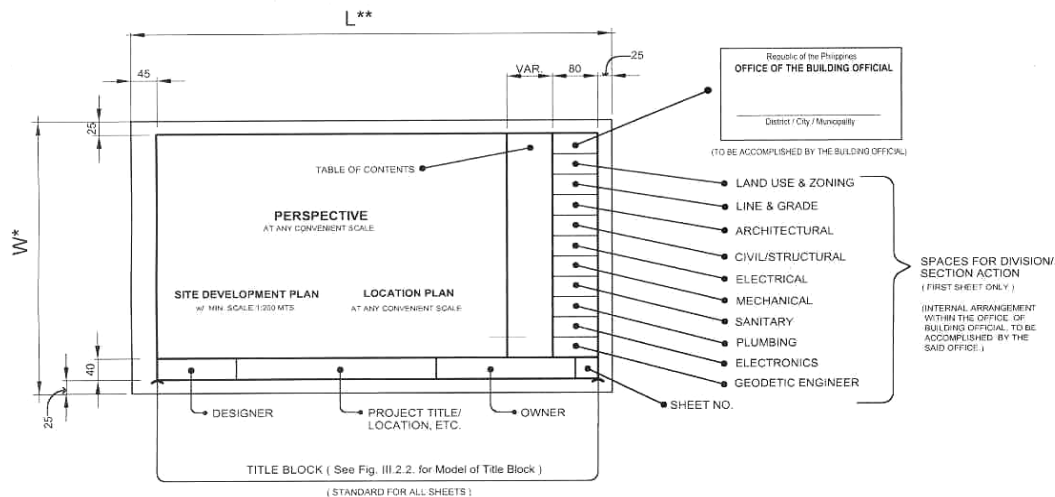 L**
45
VAR.
80
25
Republic of the Philippines
OFFICE OF THE BUILDING OFFICIAL
District / City / Municipality
(TO BE ACCOMPLISHED BY THE BUILDING OFFICIAL)
25
W*
TABLE OF CONTENTS
PERSPECTIVE
AT ANY CONVENIENT SCALE
SITE DEVELOPMENT PLAN
w/ MIN. SCALE 1:200 MTS
LOCATION PLAN
AT ANY CONVENIENT SCALE
LAND USE & ZONING
LINE & GRADE
ARCHITECTURAL
CIVIL/STRUCTURAL
ELECTRICAL
MECHANICAL
SANITARY
PLUMBING
ELECTRONICS
GEODETIC ENGINEER
SPACES FOR DIVISION/
SECTION ACTION
( FIRST SHEET ONLY )
(INTERNAL ARRANGEMENT
WITHIN THE OFFICE OF
BUILDING OFFICIAL, TO BE
ACCOMPLISHED BY THE
SAID OFFICE.)
40
25
DESIGNER
PROJECT TITLE/
LOCATION, ETC.
OWNER
SHEET NO.
TITLE BLOCK ( See Fig. III.2.2. for Model of Title Block )
( STANDARD FOR ALL SHEETS )